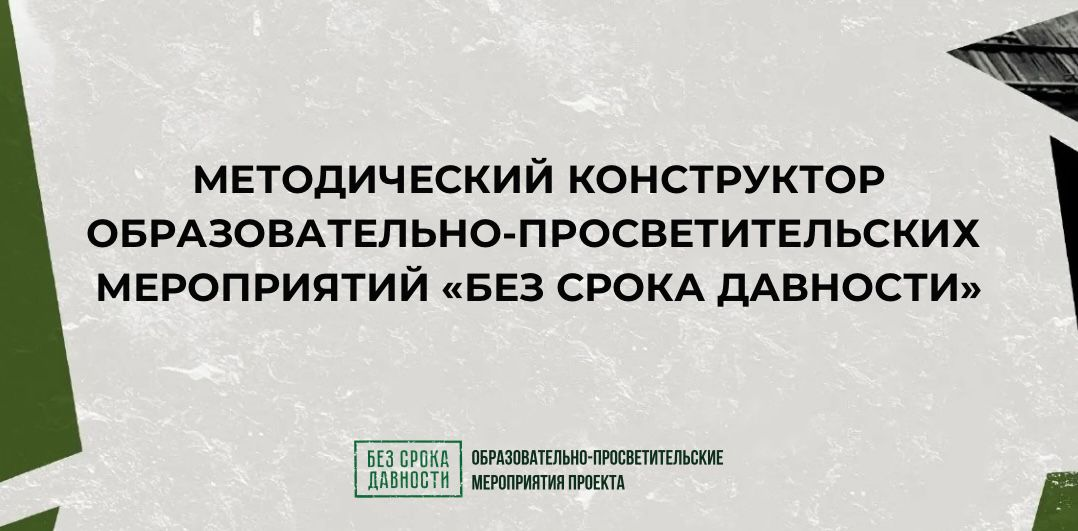 МЕТОДИЧЕСКИЙ КОНСТРУКТОР
ОБРАЗОВАТЕЛЬНО-ПРОСВЕТИТЕЛЬСКИХ
МЕРОПРИЯТИЙ «БЕЗ СРОКА ДАВНОСТИ»
БЕЗ СРОКА
ДАВНОСТИ
ОБРАЗОВАТЕЛЬНО-ПРОСВЕТИТЕЛЬСКИЕ
МЕРОПРИЯТИЯ ПРОЕКТА